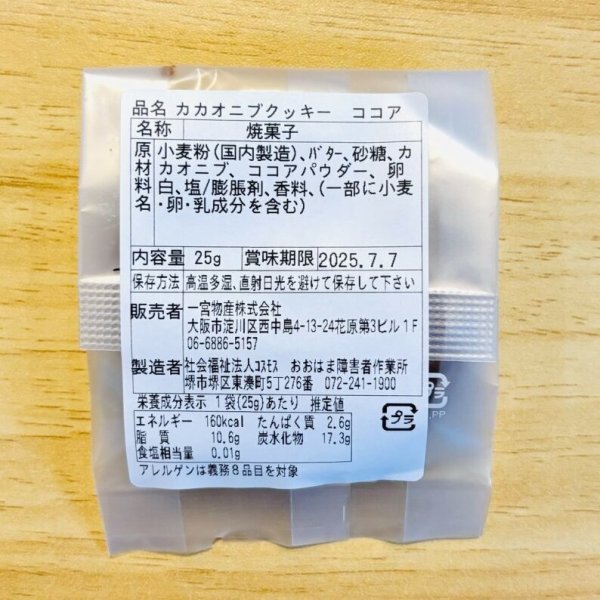 品名 カカオニブクッキー ココア
名称 焼菓子
原材料名 小麦粉(国内製造)、バター、砂糖、カ
カオニブ、ココアパウダー、卵
白、塩/膨脹剤、香料、(一部に小麦
・卵・乳成分を含む)
内容量 25g 賞味期限 2025.7.7
保存方法 高温多湿、直射日光を避けて保存して下さい
販売者 一宮物産株式会社
大阪市淀川区西中島4-13-24花原第3ビル1F
06-6886-5157
製造者 社会福祉法人コスモス おおはま障害者作業所
堺市堺区東湊町5丁276番 072-241-1900
栄養成分表示 1袋(25g)あたり 推定値
エネルギー 160kcal たんぱく質 2.6g
脂質 10.6g 炭水化物 17.3g
食塩相当量 0.01g
プラ
アレルゲンは義務8品目を対象
プラ
PP